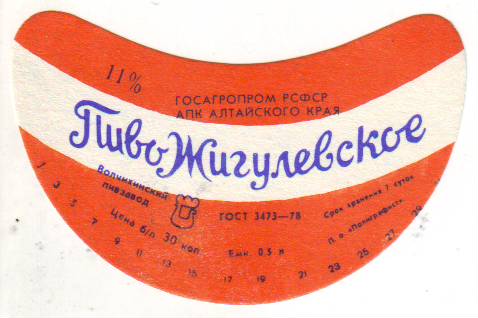 11%
ГОСАГРОПРОМ РСФСР
АПК АЛТАЙСКОГО КРАЯ
Пиво Жигулевское
Волчихинский
пивзавод
Цена б/п 30 коп
ГОСТ 3473—78
Емк. 0,5 л
Срок хранения 7 суток
П. о. «Полиграфист»
1 3 5 7 9 11 13 15 17 19 21 23 25 27 29